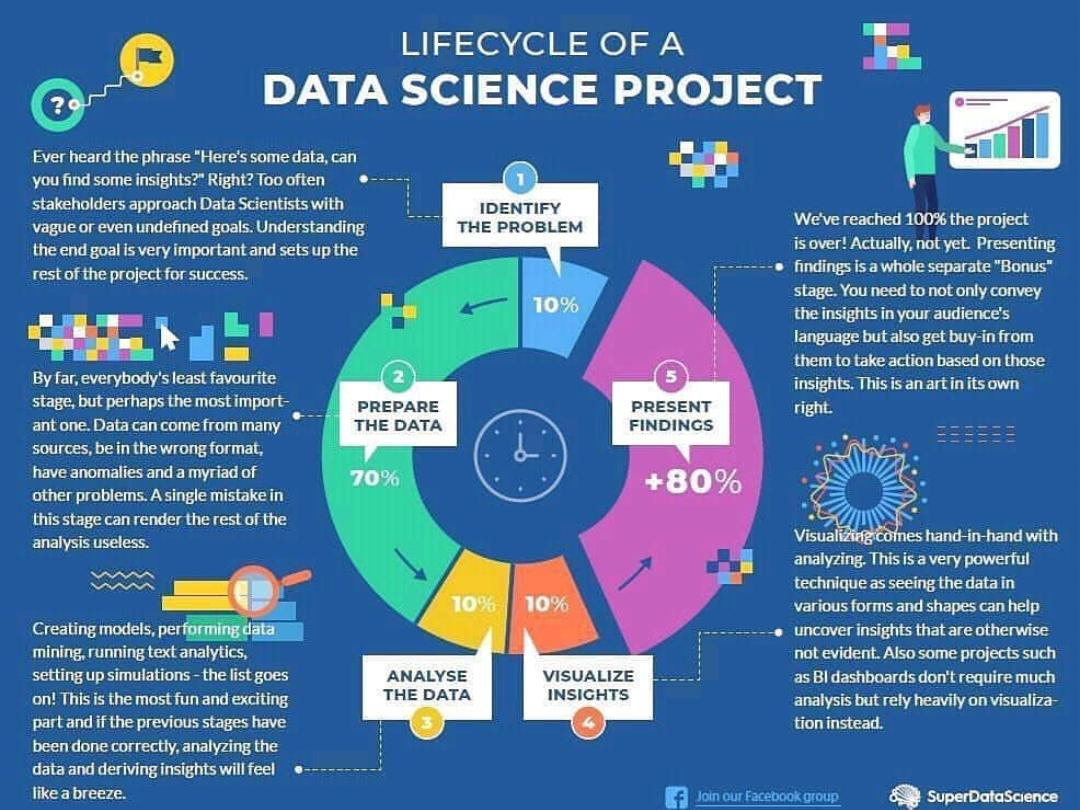 LIFECYCLE OF A
DATA SCIENCE PROJECT
?
Ever heard the phrase "Here's some data, can
you find some insights?" Right? Too often
stakeholders approach Data Scientists with
vague or even undefined goals. Understanding
the end goal is very important and sets up the
rest of the project for success.
1
IDENTIFY
THE PROBLEM
10%
By far, everybody's least favourite
stage, but perhaps the most import-
ant one. Data can come from many
sources, be in the wrong format,
have anomalies and a myriad of
other problems. A single mistake in
this stage can render the rest of the
analysis useless.
2
PREPARE
THE DATA
70%
Creating models, performing data
mining, running text analytics,
setting up simulations - the list goes
on! This is the most fun and exciting
part and if the previous stages have
been done correctly, analyzing the
data and deriving insights will feel
like a breeze.
10%
ANALYSE
THE DATA
3
10%
VISUALIZE
INSIGHTS
4
5
PRESENT
FINDINGS
+80%
We've reached 100% the project
is over! Actually, not yet. Presenting
findings is a whole separate "Bonus"
stage. You need to not only convey
the insights in your audience's
language but also get buy-in from
them to take action based on those
insights. This is an art in its own
right.
Visualizing comes hand-in-hand with
analyzing. This is a very powerful
technique as seeing the data in
various forms and shapes can help
uncover insights that are otherwise
not evident. Also some projects such
as BI dashboards don't require much
analysis but rely heavily on visualiza-
tion instead.
f Join our Facebook group
SuperDataScience